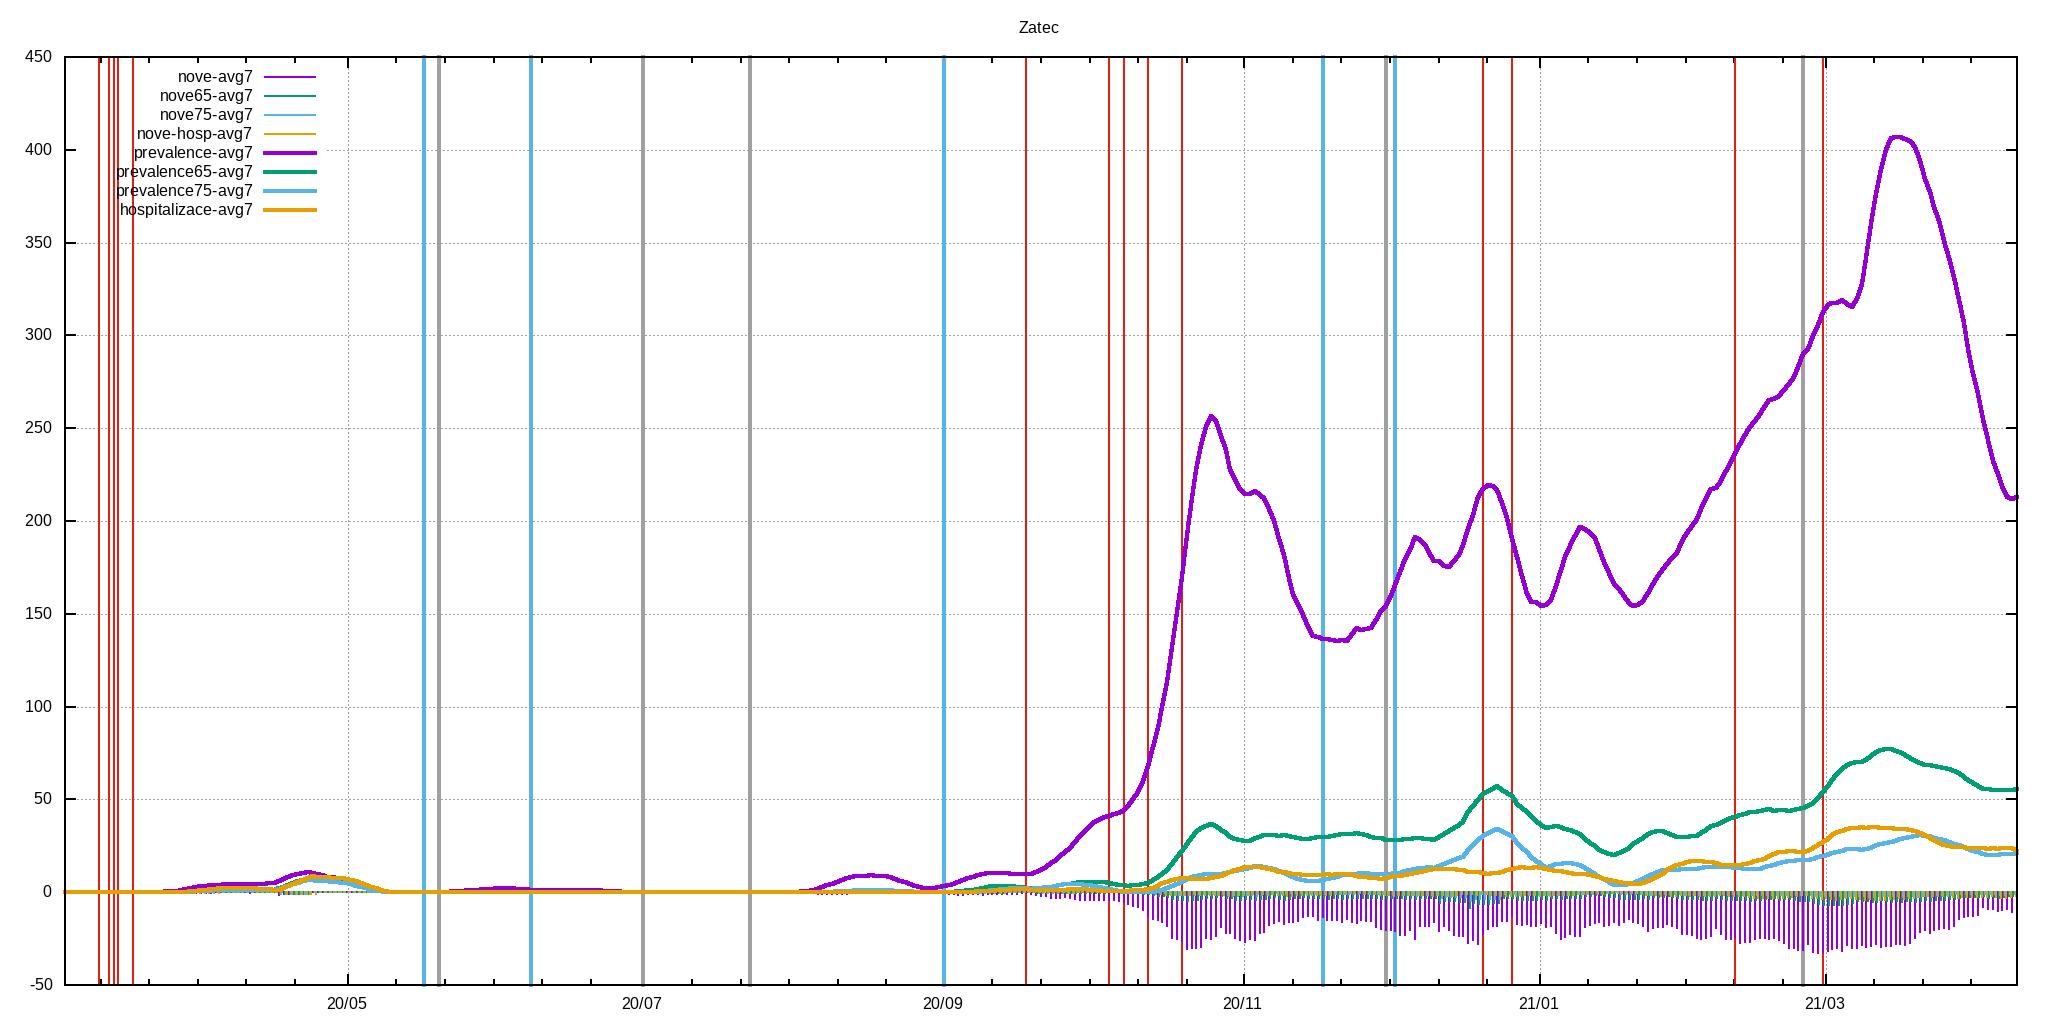 Zatec
450
400
350
300
250
200
150
100
50
0
-50
nove-avg7
nove65-avg7
nove75-avg7
nove-hosp-avg7
prevalence-avg7
prevalence65-avg7
prevalence75-avg7
hospitalizace-avg7
20/05 20/07 20/09 20/11 21/01 21/03